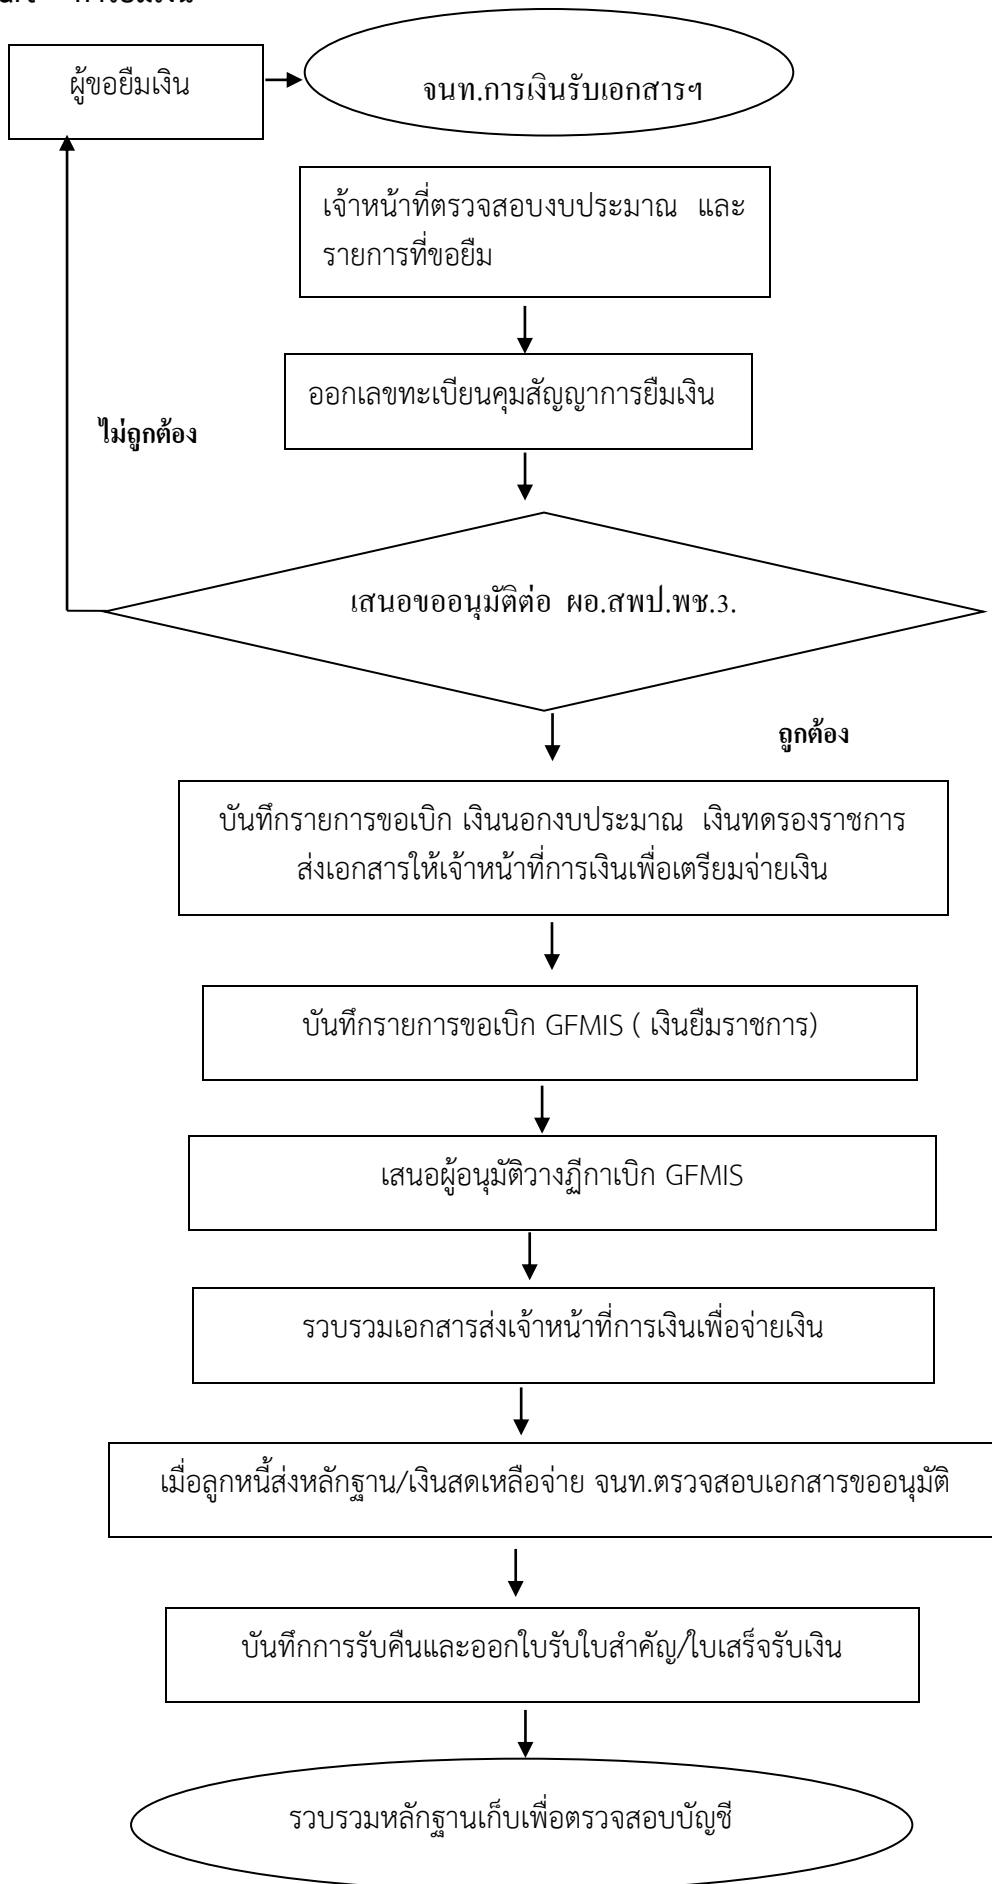 ผู้ขอยืมเงิน
จนท.การเงินรับเอกสารฯ
เจ้าหน้าที่ตรวจสอบงบประมาณ และ
รายการที่ขอยืม
ออกเลขทะเบียนคุมสัญญาการยืมเงิน
ไม่ถูกต้อง
เสนอขออนุมัติต่อ ผอ.สพป.พช.3.
ถูกต้อง
บันทึกรายการขอเบิก เงินนอกงบประมาณ เงินทดรองราชการ
ส่งเอกสารให้เจ้าหน้าที่การเงินเพื่อเตรียมจ่ายเงิน
บันทึกรายการขอเบิก GFMIS ( เงินยืมราชการ)
เสนอผู้อนุมัติวางฎีกาเบิก GFMIS
รวบรวมเอกสารส่งเจ้าหน้าที่การเงินเพื่อจ่ายเงิน
เมื่อลูกหนี้ส่งหลักฐาน/เงินสดเหลือจ่าย จนท.ตรวจสอบเอกสารขออนุมัติ
บันทึกการรับคืนและออกใบรับใบสำคัญ/ใบเสร็จรับเงิน
รวบรวมหลักฐานเก็บเพื่อตรวจสอบบัญชี